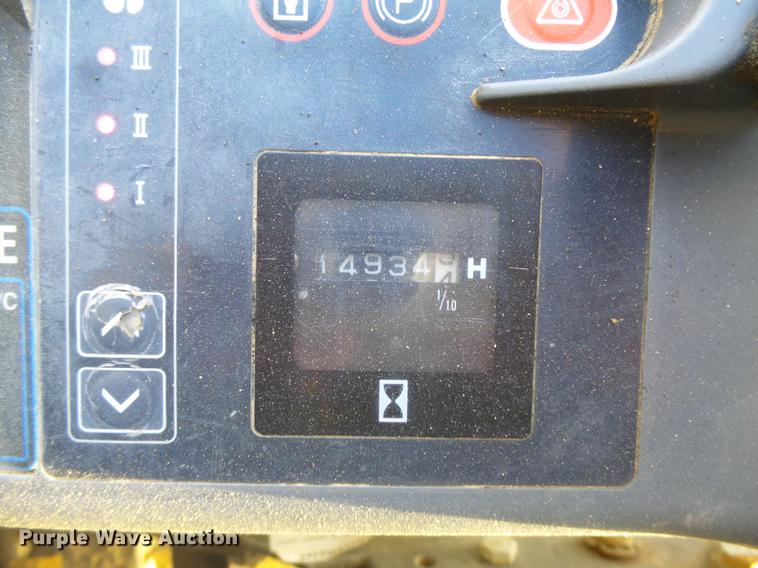 III
II
I
E
°C
P
14934 H
1/10
Purple Wave Auction